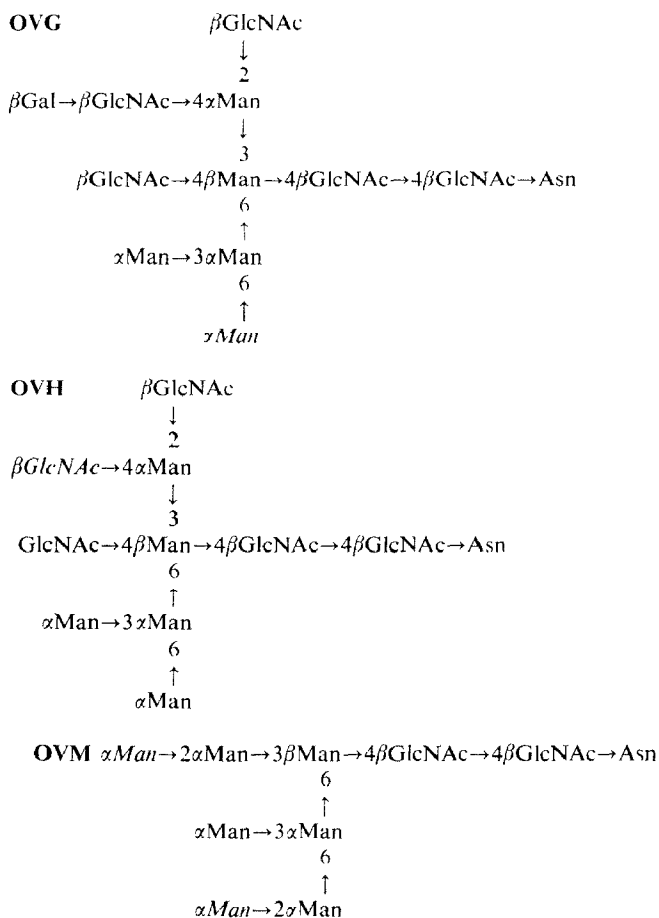 OVG βGlcNAc
↓
2
βGal→βGlcNAc→4αMan
↓
3
βGlcNAc→4βMan→4βGlcNAc→4βGlcNAc→Asn
6
↑
αMan→3αMan
6
↑
αMan
OVH βGlcNAc
↓
2
βGlcNAc→4αMan
↓
3
GlcNAc→4βMan→4βGlcNAc→4βGlcNAc→Asn
6
↑
αMan→3αMan
6
↑
αMan
OVM αMan→2αMan→3βMan→4βGlcNAc→4βGlcNAc→Asn
6
↑
αMan→3αMan
6
↑
αMan→2αMan